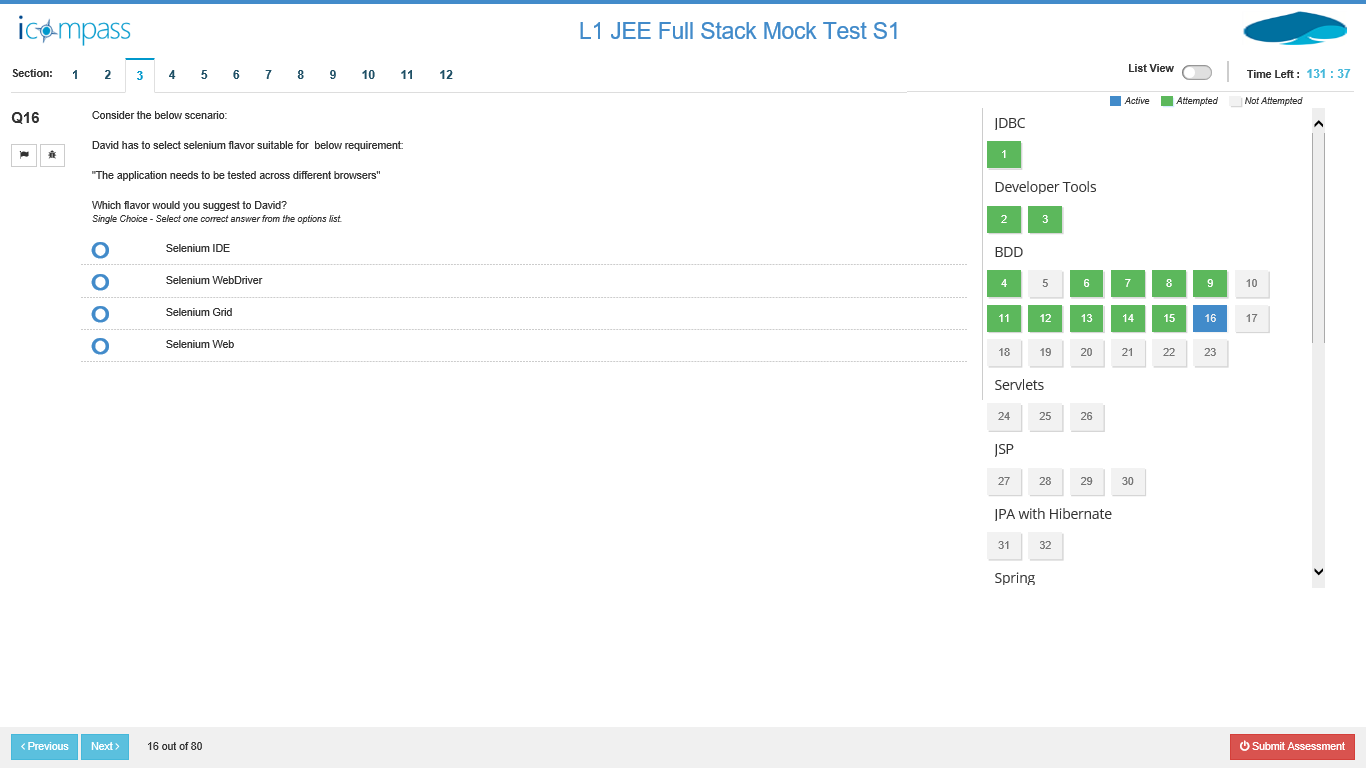 icompass
L1 JEE Full Stack Mock Test S1
Section: 1 2 3 4 5 6 7 8 9 10 11 12
List View
Time Left : 131 : 37
Active Attempted Not Attempted
Q16
Consider the below scenario:
David has to select selenium flavor suitable for below requirement:
"The application needs to be tested across different browsers"
Which flavor would you suggest to David?
Single Choice - Select one correct answer from the options list.
Selenium IDE
Selenium WebDriver
Selenium Grid
Selenium Web
JDBC
1
Developer Tools
2 3
BDD
4 5 6 7 8 9 10
11 12 13 14 15 16 17
18 19 20 21 22 23
Servlets
24 25 26
JSP
27 28 29 30
JPA with Hibernate
31 32
Spring
Previous
Next
16 out of 80
Submit Assessment